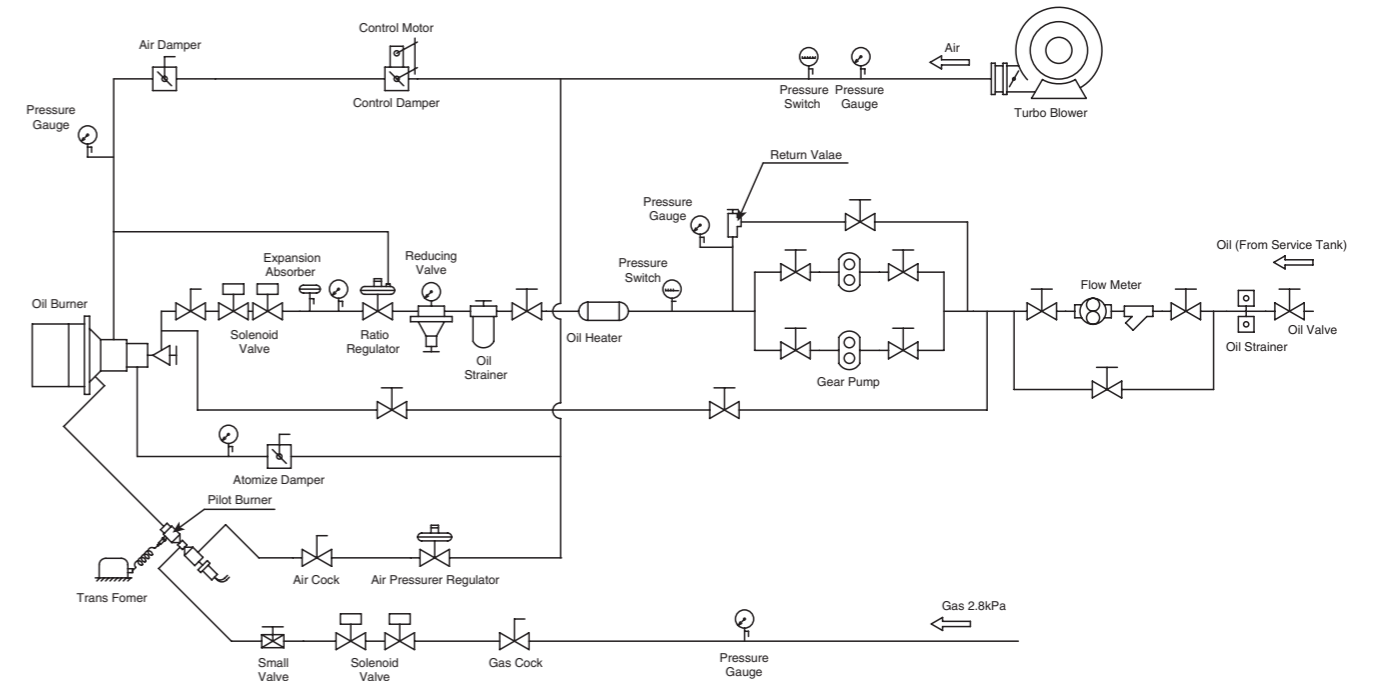 Control Motor
Air Damper
Air
Control Damper
Pressure
Switch
Pressure
Gauge
Turbo Blower
Pressure
Gauge
Return Valae
Pressure
Gauge
Oil (From Service Tank)
Expansion
Absorber
Reducing
Valve
Pressure
Switch
Flow Meter
Oil Burner
Solenoid
Valve
Ratio
Regulator
Oil
Strainer
Oil Heater
Gear Pump
Oil Strainer
Oil Valve
Atomize Damper
Pilot Burner
Trans Fomer
Air Cock
Air Pressurer Regulator
Gas 2.8kPa
Small
Valve
Solenoid
Valve
Gas Cock
Pressure
Gauge